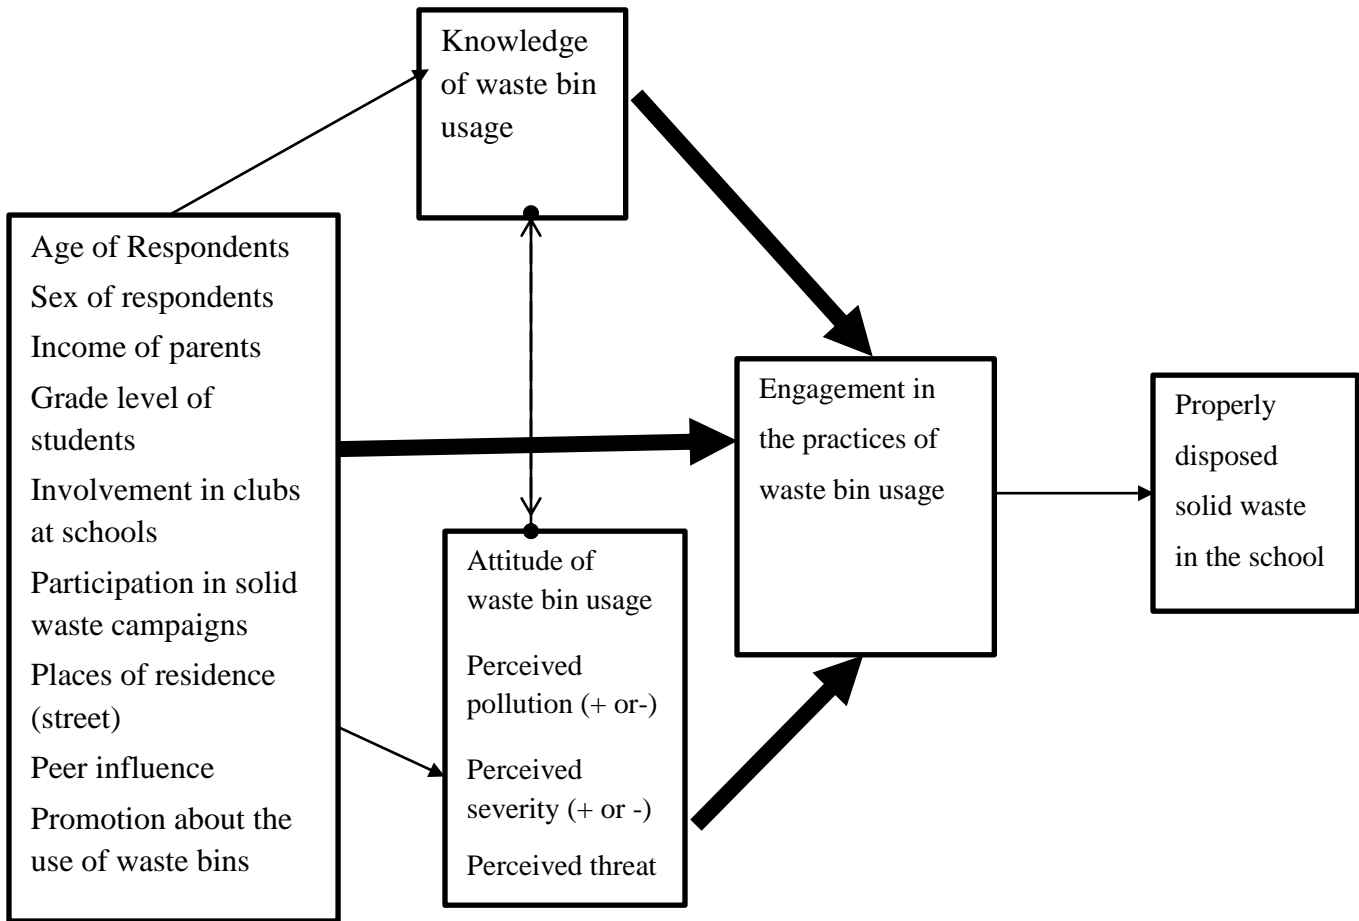 Knowledge
of waste bin
usage
Age of Respondents
Sex of respondents
Income of parents
Grade level of
students
Involvement in clubs
at schools
Participation in solid
waste campaigns
Places of residence
(street)
Peer influence
Promotion about the
use of waste bins
Attitude of
waste bin usage
Perceived
pollution (+ or-)
Perceived
severity (+ or -)
Perceived threat
Engagement in
the practices of
waste bin usage
Properly
disposed
solid waste
in the school